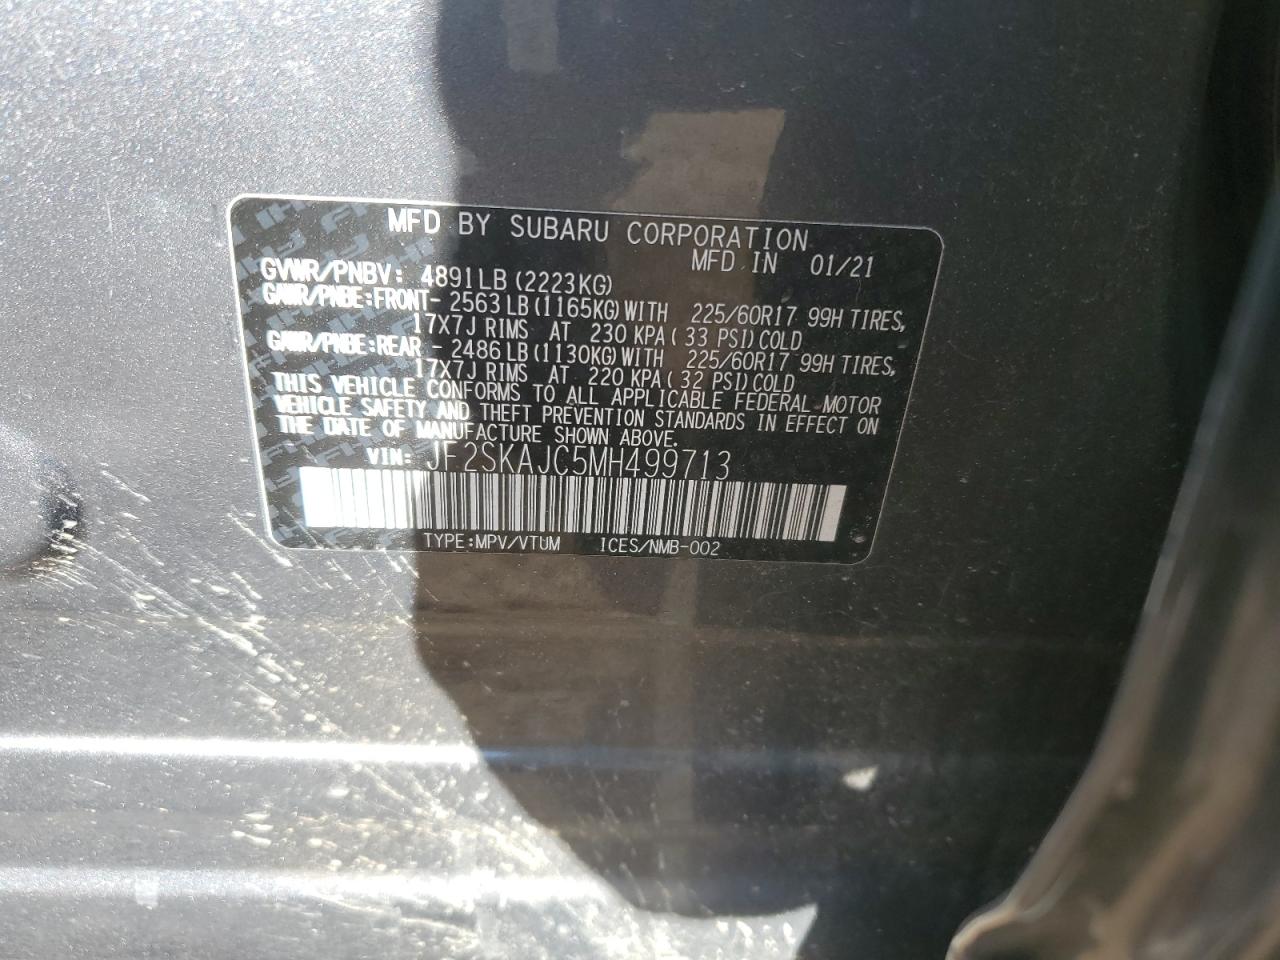 MFD BY SUBARU CORPORATION
MFD IN 01/21
GVWR/PNBV: 4891LB (2223KG)
GAWR/PNBE:FRONT- 2563 LB (1165KG) WITH 225/60R17 99H TIRES,
17X7J RIMS AT 230 KPA ( 33 PSI) COLD
GAWR/PNBE:REAR - 2486 LB (1130KG) WITH 225/60R17 99H TIRES,
17X7J RIMS AT 220 KPA ( 32 PSI) COLD
THIS VEHICLE CONFORMS TO ALL APPLICABLE FEDERAL MOTOR
VEHICLE SAFETY AND THEFT PREVENTION STANDARDS IN EFFECT ON
THE DATE OF MANUFACTURE SHOWN ABOVE.
VIN: JF2SKAJC5MH499713
TYPE:MPV/VTUM ICES/NMB-002